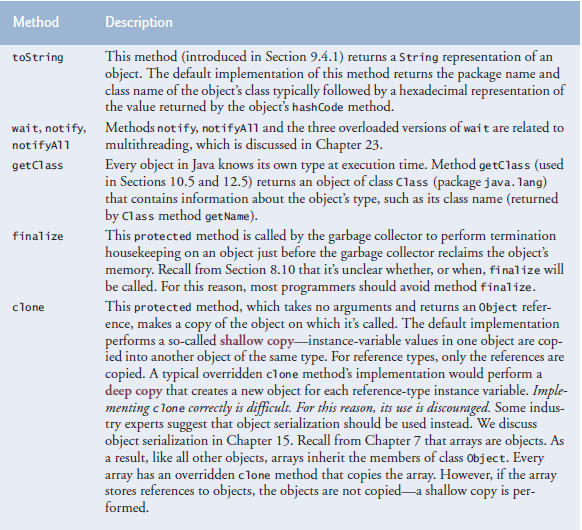 Method Description
toString This method (introduced in Section 9.4.1) returns a String representation of an
object. The default implementation of this method returns the package name and
class name of the object's class typically followed by a hexadecimal representation of
the value returned by the object's hashCode method.
wait, notify, Methods notify, notifyAll and the three overloaded versions of wait are related to
notifyAll multithreading, which is discussed in Chapter 23.
getClass Every object in Java knows its own type at execution time. Method getClass (used
in Sections 10.5 and 12.5) returns an object of class Class (package java.lang)
that contains information about the object's type, such as its class name (returned
by Class method getName).
finalize This protected method is called by the garbage collector to perform termination
housekeeping on an object just before the garbage collector reclaims the object's
memory. Recall from Section 8.10 that it's unclear whether, or when, finalize will
be called. For this reason, most programmers should avoid method finalize.
clone This protected method, which takes no arguments and returns an Object refer-
ence, makes a copy of the object on which it's called. The default implementation
performs a so-called shallow copy—instance-variable values in one object are cop-
ied into another object of the same type. For reference types, only the references are
copied. A typical overridden clone method's implementation would perform a
deep copy that creates a new object for each reference-type instance variable. Imple-
menting clone correctly is difficult. For this reason, its use is discouraged. Some indus-
try experts suggest that object serialization should be used instead. We discuss
object serialization in Chapter 15. Recall from Chapter 7 that arrays are objects. As
a result, like all other objects, arrays inherit the members of class Object. Every
array has an overridden clone method that copies the array. However, if the array
stores references to objects, the objects are not copied—a shallow copy is per-
formed.